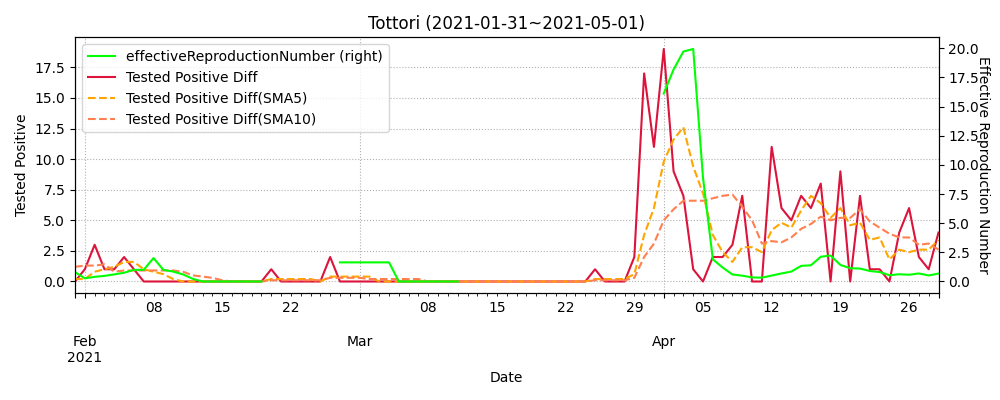 Tottori (2021-01-31~2021-05-01)
effectiveReproductionNumber (right)
Tested Positive Diff
Tested Positive Diff(SMA5)
Tested Positive Diff(SMA10)
Tested Positive
17.5
15.0
12.5
10.0
7.5
5.0
2.5
0.0
20.0
17.5
15.0
12.5
10.0
7.5
5.0
2.5
0.0
Effective Reproduction Number
08 15 22 08 15 22 29 05 12 19 26
Feb Mar Apr
2021
Date